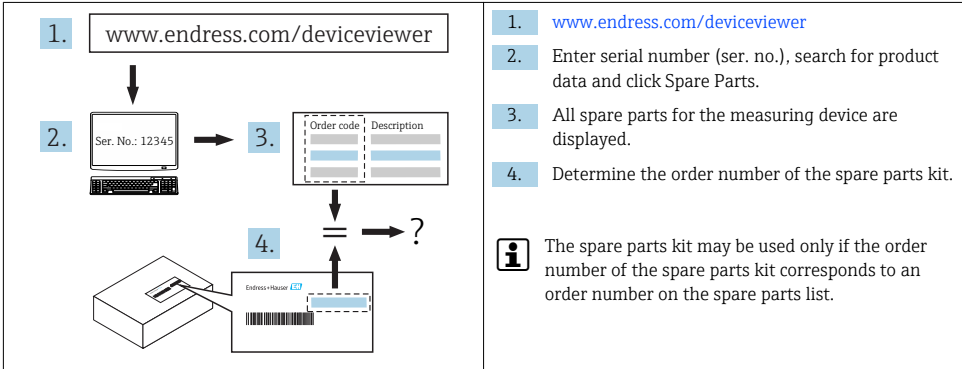 1. www.endress.com/deviceviewer
2. Ser. No.: 12345
3. Order code Description
4. = ?
Endress+Hauser EH
1. www.endress.com/deviceviewer
2. Enter serial number (ser. no.), search for product
data and click Spare Parts.
3. All spare parts for the measuring device are
displayed.
4. Determine the order number of the spare parts kit.
The spare parts kit may be used only if the order
number of the spare parts kit corresponds to an
order number on the spare parts list.